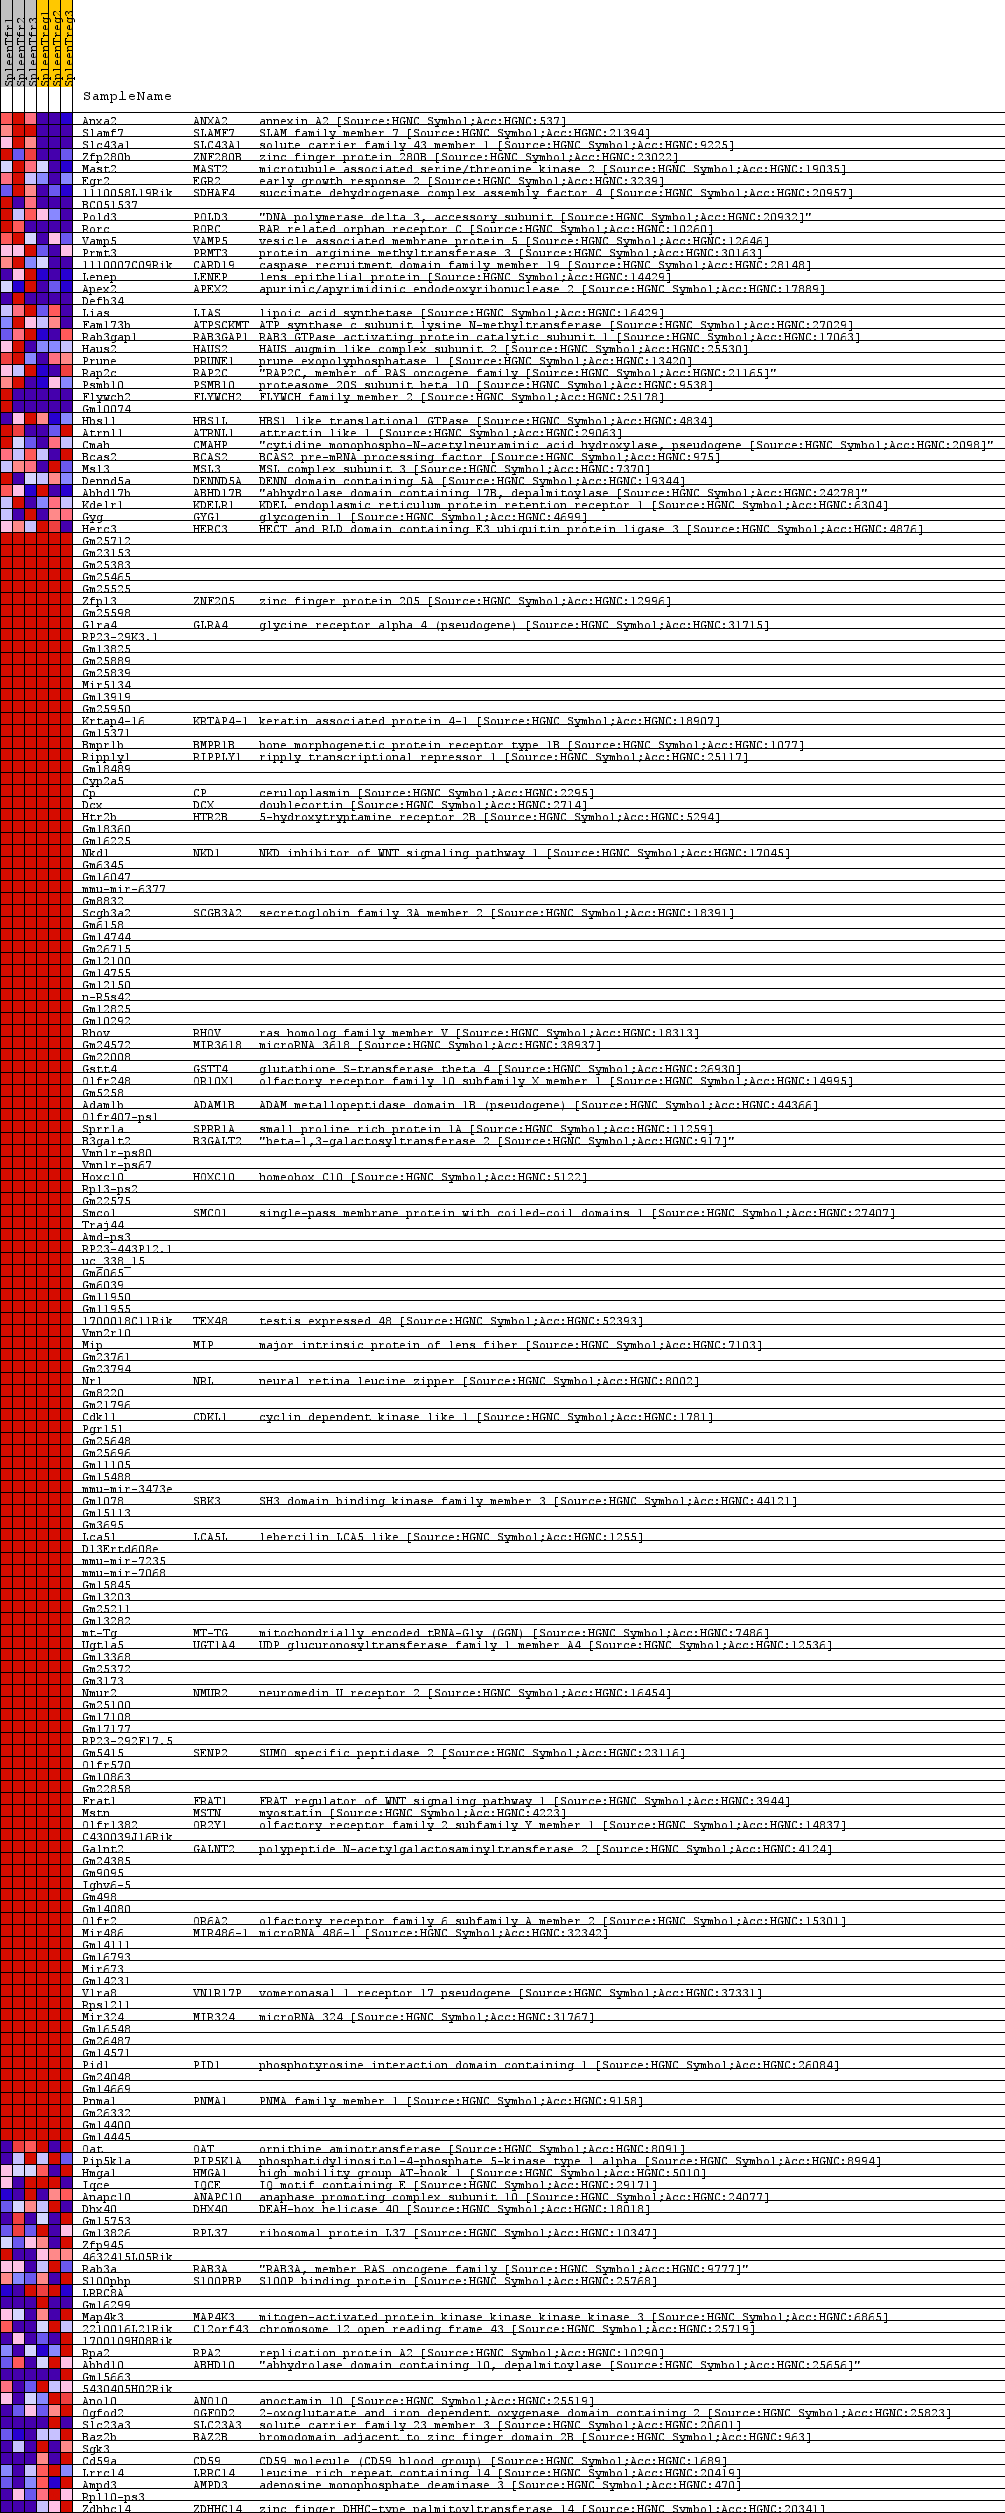 SpleenTfr1
SpleenTfr2
SpleenTfr3
SpleenTreg1
SpleenTreg2
SpleenTreg3
SampleName
Anxa2 ANXA2 annexin A2 [Source:HGNC Symbol;Acc:HGNC:537]
Slamf7 SLAMF7 SLAM family member 7 [Source:HGNC Symbol;Acc:HGNC:21394]
Slc43a1 SLC43A1 solute carrier family 43 member 1 [Source:HGNC Symbol;Acc:HGNC:9225]
Zfp280b ZNF280B zinc finger protein 280B [Source:HGNC Symbol;Acc:HGNC:23022]
Mast2 MAST2 microtubule associated serine/threonine kinase 2 [Source:HGNC Symbol;Acc:HGNC:19035]
Egr2 EGR2 early growth response 2 [Source:HGNC Symbol;Acc:HGNC:3239]
1110058L19Rik SDHAF4 succinate dehydrogenase complex assembly factor 4 [Source:HGNC Symbol;Acc:HGNC:20957]
BC051537
Pold3 POLD3 "DNA polymerase delta 3, accessory subunit [Source:HGNC Symbol;Acc:HGNC:20932]"
Rorc RORC RAR related orphan receptor C [Source:HGNC Symbol;Acc:HGNC:10260]
Vamp5 VAMP5 vesicle associated membrane protein 5 [Source:HGNC Symbol;Acc:HGNC:12646]
Prmt3 PRMT3 protein arginine methyltransferase 3 [Source:HGNC Symbol;Acc:HGNC:30163]
1110007C09Rik CARD19 caspase recruitment domain family member 19 [Source:HGNC Symbol;Acc:HGNC:28148]
Lenep LENEP lens epithelial protein [Source:HGNC Symbol;Acc:HGNC:14429]
Apex2 APEX2 apurinic/apyrimidinic endodeoxyribonuclease 2 [Source:HGNC Symbol;Acc:HGNC:17889]
Defb34
Lias LIAS lipoic acid synthetase [Source:HGNC Symbol;Acc:HGNC:16429]
Fam173b ATPSCKMT ATP synthase c subunit lysine N-methyltransferase [Source:HGNC Symbol;Acc:HGNC:27029]
Rab3gap1 RAB3GAP1 RAB3 GTPase activating protein catalytic subunit 1 [Source:HGNC Symbol;Acc:HGNC:17063]
Haus2 HAUS2 HAUS augmin like complex subunit 2 [Source:HGNC Symbol;Acc:HGNC:25530]
Prune PRUNE1 prune exopolyphosphatase 1 [Source:HGNC Symbol;Acc:HGNC:13420]
Rap2c RAP2C "RAP2C, member of RAS oncogene family [Source:HGNC Symbol;Acc:HGNC:21165]"
Psmb10 PSMB10 proteasome 20S subunit beta 10 [Source:HGNC Symbol;Acc:HGNC:9538]
Flywch2 FLYWCH2 FLYWCH family member 2 [Source:HGNC Symbol;Acc:HGNC:25178]
Gm10074
Hbs1l HBS1L HBS1 like translational GTPase [Source:HGNC Symbol;Acc:HGNC:4834]
Atrnl1 ATRNL1 attractin like 1 [Source:HGNC Symbol;Acc:HGNC:29063]
Cmah CMAHP "cytidine monophospho-N-acetylneuraminic acid hydroxylase, pseudogene [Source:HGNC Symbol;Acc:HGNC:2098]"
Bcas2 BCAS2 BCAS2 pre-mRNA processing factor [Source:HGNC Symbol;Acc:HGNC:975]
Msl3 MSL3 MSL complex subunit 3 [Source:HGNC Symbol;Acc:HGNC:7370]
Dennd5a DENND5A DENN domain containing 5A [Source:HGNC Symbol;Acc:HGNC:19344]
Abhd17b ABHD17B "abhydrolase domain containing 17B, depalmitoylase [Source:HGNC Symbol;Acc:HGNC:24278]"
Kdelr1 KDELR1 KDEL endoplasmic reticulum protein retention receptor 1 [Source:HGNC Symbol;Acc:HGNC:6304]
Gyg GYG1 glycogenin 1 [Source:HGNC Symbol;Acc:HGNC:4699]
Herc3 HERC3 HECT and RLD domain containing E3 ubiquitin protein ligase 3 [Source:HGNC Symbol;Acc:HGNC:4876]
Gm25712
Gm23153
Gm25383
Gm25465
Gm25525
Zfp13 ZNF205 zinc finger protein 205 [Source:HGNC Symbol;Acc:HGNC:12996]
Gm25598
Glra4 GLRA4 glycine receptor alpha 4 (pseudogene) [Source:HGNC Symbol;Acc:HGNC:31715]
RP23-29K3.1
Gm13825
Gm25889
Gm25839
Mir5134
Gm13919
Gm25950
Krtap4-16 KRTAP4-1 keratin associated protein 4-1 [Source:HGNC Symbol;Acc:HGNC:18907]
Gm15371
Bmpr1b BMPR1B bone morphogenetic protein receptor type 1B [Source:HGNC Symbol;Acc:HGNC:1077]
Ripply1 RIPPLY1 ripply transcriptional repressor 1 [Source:HGNC Symbol;Acc:HGNC:25117]
Gm18489
Cyp2a5
Cp CP ceruloplasmin [Source:HGNC Symbol;Acc:HGNC:2295]
Dcx DCX doublecortin [Source:HGNC Symbol;Acc:HGNC:2714]
Htr2b HTR2B 5-hydroxytryptamine receptor 2B [Source:HGNC Symbol;Acc:HGNC:5294]
Gm18360
Gm16225
Nkd1 NKD1 NKD inhibitor of WNT signaling pathway 1 [Source:HGNC Symbol;Acc:HGNC:17045]
Gm6345
Gm16047
mmu-mir-6377
Gm8832
Scgb3a2 SCGB3A2 secretoglobin family 3A member 2 [Source:HGNC Symbol;Acc:HGNC:18391]
Gm6158
Gm14744
Gm26715
Gm12100
Gm14755
Gm12150
n-R5s42
Gm12825
Gm10292
Rhov RHOV ras homolog family member V [Source:HGNC Symbol;Acc:HGNC:18313]
Gm24572 MIR3618 microRNA 3618 [Source:HGNC Symbol;Acc:HGNC:38937]
Gm22008
Gstt4 GSTT4 glutathione S-transferase theta 4 [Source:HGNC Symbol;Acc:HGNC:26930]
Olfr248 OR10X1 olfactory receptor family 10 subfamily X member 1 [Source:HGNC Symbol;Acc:HGNC:14995]
Gm5258
Adam1b ADAM1B ADAM metallopeptidase domain 1B (pseudogene) [Source:HGNC Symbol;Acc:HGNC:44366]
Olfr407-ps1
Sprr1a SPRR1A small proline rich protein 1A [Source:HGNC Symbol;Acc:HGNC:11259]
B3galt2 B3GALT2 "beta-1,3-galactosyltransferase 2 [Source:HGNC Symbol;Acc:HGNC:917]"
Vmn1r-ps80
Vmn1r-ps67
Hoxc10 HOXC10 homeobox C10 [Source:HGNC Symbol;Acc:HGNC:5122]
Rpl3-ps2
Gm22575
Smco1 SMCO1 single-pass membrane protein with coiled-coil domains 1 [Source:HGNC Symbol;Acc:HGNC:27407]
Traj44
Amd-ps3
RP23-443P12.1
uc_338_15
Gm6065
Gm6039
Gm11950
Gm11955
1700018C11Rik TEX48 testis expressed 48 [Source:HGNC Symbol;Acc:HGNC:52393]
Vmn2r10
Mip MIP major intrinsic protein of lens fiber [Source:HGNC Symbol;Acc:HGNC:7103]
Gm23761
Gm23794
Nrl NRL neural retina leucine zipper [Source:HGNC Symbol;Acc:HGNC:8002]
Gm8220
Gm21796
Cdkl1 CDKL1 cyclin dependent kinase like 1 [Source:HGNC Symbol;Acc:HGNC:1781]
Pgr15l
Gm25648
Gm25696
Gm11105
Gm15488
mmu-mir-3473e
Gm1078 SBK3 SH3 domain binding kinase family member 3 [Source:HGNC Symbol;Acc:HGNC:44121]
Gm15113
Gm3695
Lca5l LCA5L lebercilin LCA5 like [Source:HGNC Symbol;Acc:HGNC:1255]
D13Ertd608e
mmu-mir-7235
mmu-mir-7068
Gm15845
Gm13203
Gm25211
Gm13282
mt-Tg MT-TG mitochondrially encoded tRNA-Gly (GGN) [Source:HGNC Symbol;Acc:HGNC:7486]
Ugt1a5 UGT1A4 UDP glucuronosyltransferase family 1 member A4 [Source:HGNC Symbol;Acc:HGNC:12536]
Gm13368
Gm25372
Gm3173
Nmur2 NMUR2 neuromedin U receptor 2 [Source:HGNC Symbol;Acc:HGNC:16454]
Gm25100
Gm17108
Gm17177
RP23-292F17.5
Gm5415 SENP2 SUMO specific peptidase 2 [Source:HGNC Symbol;Acc:HGNC:23116]
Olfr570
Gm10863
Gm22858
Frat1 FRAT1 FRAT regulator of WNT signaling pathway 1 [Source:HGNC Symbol;Acc:HGNC:3944]
Mstn MSTN myostatin [Source:HGNC Symbol;Acc:HGNC:4223]
Olfr1382 OR2Y1 olfactory receptor family 2 subfamily Y member 1 [Source:HGNC Symbol;Acc:HGNC:14837]
C430039J16Rik
Galnt2 GALNT2 polypeptide N-acetylgalactosaminyltransferase 2 [Source:HGNC Symbol;Acc:HGNC:4124]
Gm24385
Gm9095
Ighv6-5
Gm498
Gm14080
Olfr2 OR6A2 olfactory receptor family 6 subfamily A member 2 [Source:HGNC Symbol;Acc:HGNC:15301]
Mir486 MIR486-1 microRNA 486-1 [Source:HGNC Symbol;Acc:HGNC:32342]
Gm14111
Gm16793
Mir673
Gm14231
V1ra8 VN1R17P vomeronasal 1 receptor 17 pseudogene [Source:HGNC Symbol;Acc:HGNC:37331]
Rps12l1
Mir324 MIR324 microRNA 324 [Source:HGNC Symbol;Acc:HGNC:31767]
Gm16548
Gm26487
Gm14571
Pid1 PID1 phosphotyrosine interaction domain containing 1 [Source:HGNC Symbol;Acc:HGNC:26084]
Gm24048
Gm14669
Pnma1 PNMA1 PNMA family member 1 [Source:HGNC Symbol;Acc:HGNC:9158]
Gm26332
Gm14400
Gm14445
Oat OAT ornithine aminotransferase [Source:HGNC Symbol;Acc:HGNC:8091]
Pip5k1a PIP5K1A phosphatidylinositol-4-phosphate 5-kinase type 1 alpha [Source:HGNC Symbol;Acc:HGNC:8994]
Hmga1 HMGA1 high mobility group AT-hook 1 [Source:HGNC Symbol;Acc:HGNC:5010]
Iqce IQCE IQ motif containing E [Source:HGNC Symbol;Acc:HGNC:29171]
Anapc10 ANAPC10 anaphase promoting complex subunit 10 [Source:HGNC Symbol;Acc:HGNC:24077]
Dhx40 DHX40 DEAH-box helicase 40 [Source:HGNC Symbol;Acc:HGNC:18018]
Gm15753
Gm13826 RPL37 ribosomal protein L37 [Source:HGNC Symbol;Acc:HGNC:10347]
Zfp945
4632415L05Rik
Rab3a RAB3A "RAB3A, member RAS oncogene family [Source:HGNC Symbol;Acc:HGNC:9777]"
S100pbp S100PBP S100P binding protein [Source:HGNC Symbol;Acc:HGNC:25768]
LRRC8A
Gm16299
Map4k3 MAP4K3 mitogen-activated protein kinase kinase kinase kinase 3 [Source:HGNC Symbol;Acc:HGNC:6865]
2210016L21Rik C12orf43 chromosome 12 open reading frame 43 [Source:HGNC Symbol;Acc:HGNC:25719]
1700109H08Rik
Rpa2 RPA2 replication protein A2 [Source:HGNC Symbol;Acc:HGNC:10290]
Abhd10 ABHD10 "abhydrolase domain containing 10, depalmitoylase [Source:HGNC Symbol;Acc:HGNC:25656]"
Gm15663
5430405H02Rik
Ano10 ANO10 anoctamin 10 [Source:HGNC Symbol;Acc:HGNC:25519]
Ogfod2 OGFOD2 2-oxoglutarate and iron dependent oxygenase domain containing 2 [Source:HGNC Symbol;Acc:HGNC:25823]
Slc23a3 SLC23A3 solute carrier family 23 member 3 [Source:HGNC Symbol;Acc:HGNC:20601]
Baz2b BAZ2B bromodomain adjacent to zinc finger domain 2B [Source:HGNC Symbol;Acc:HGNC:963]
Sgk3
Cd59a CD59 CD59 molecule (CD59 blood group) [Source:HGNC Symbol;Acc:HGNC:1689]
Lrrc14 LRRC14 leucine rich repeat containing 14 [Source:HGNC Symbol;Acc:HGNC:20419]
Ampd3 AMPD3 adenosine monophosphate deaminase 3 [Source:HGNC Symbol;Acc:HGNC:470]
Rpl10-ps3
Zdhhc14 ZDHHC14 zinc finger DHHC-type palmitoyltransferase 14 [Source:HGNC Symbol;Acc:HGNC:20341]